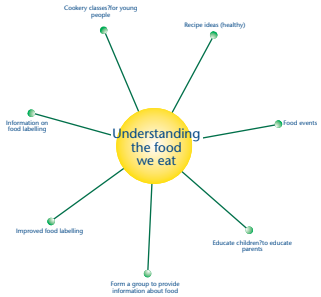 Cookery classes?for young
people
Recipe ideas (healthy)
Information on
food labelling
Understanding
the food
we eat
Food events
Improved food labelling
Educate children?to educate
parents
Form a group to provide
information about food